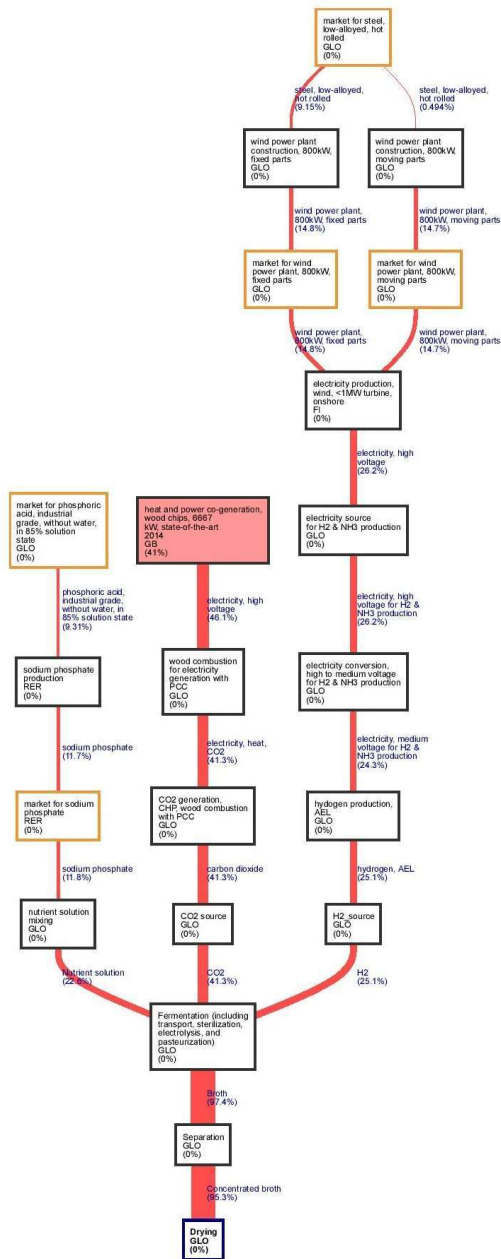 market for steel,
low-alloyed, hot
rolled
GLO
(0%)
steel, low-alloyed,
hot rolled
(9.15%)
steel, low-alloyed,
hot rolled
(0.494%)
wind power plant
construction, 800kW,
fixed parts
GLO
(0%)
wind power plant
construction, 800kW,
moving parts
GLO
(0%)
wind power plant,
800kW, fixed parts
(14.8%)
wind power plant,
800kW, moving parts
(14.7%)
market for wind
power plant, 800kW,
fixed parts
GLO
(0%)
market for wind
power plant, 800kW,
moving parts
GLO
(0%)
wind power plant,
800kW, fixed parts
(14.8%)
wind power plant,
800kW, moving parts
(14.7%)
electricity production,
wind, <1MW turbine,
onshore
FI
(0%)
electricity, high
voltage
(26.2%)
market for phosphoric
acid, industrial
grade, without water,
in 85% solution
state
GLO
(0%)
heat and power co-generation,
wood chips, 6667
kW, state-of-the-art
2014
GB
(41%)
electricity source
for H2 & NH3 production
GLO
(0%)
phosphoric acid,
industrial grade,
without water, in
85% solution state
(9.31%)
electricity, high
voltage
(46.1%)
electricity, high
voltage for H2 &
NH3 production
(26.2%)
sodium phosphate
production
RER
(0%)
wood combustion
for electricity
generation with
PCC
GLO
(0%)
electricity conversion,
high to medium voltage
for H2 & NH3 production
GLO
(0%)
sodium phosphate
(11.7%)
electricity, heat,
CO2
(41.3%)
electricity, medium
voltage for H2 &
NH3 production
(24.3%)
market for sodium
phosphate
RER
(0%)
CO2 generation,
CHP, wood combustion
with PCC
GLO
(0%)
hydrogen production,
AEL
GLO
(0%)
sodium phosphate
(11.8%)
carbon dioxide
(41.3%)
hydrogen, AEL
(25.1%)
nutrient solution
mixing
GLO
(0%)
CO2 source
GLO
(0%)
H2_source
GLO
(0%)
Nutrient solution
(22.6%)
CO2
(41.3%)
H2
(25.1%)
Fermentation (including
transport, sterilization,
electrolysis, and
pasteurization)
GLO
(0%)
Broth
(97.4%)
Separation
GLO
(0%)
Concentrated broth
(95.3%)
Drying
GLO
(0%)